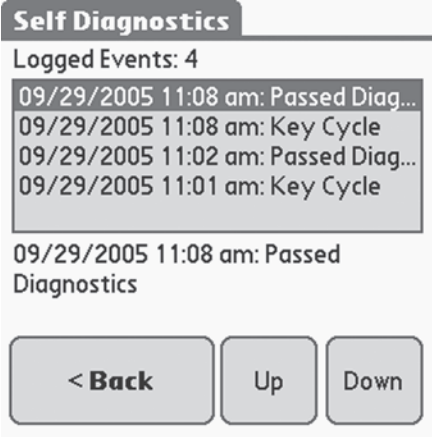 Self Diagnostics
Logged Events: 4
09/29/2005 11:08 am: Passed Diag...
09/29/2005 11:08 am: Key Cycle
09/29/2005 11:02 am: Passed Diag...
09/29/2005 11:01 am: Key Cycle
09/29/2005 11:08 am: Passed
Diagnostics
< Back Up Down